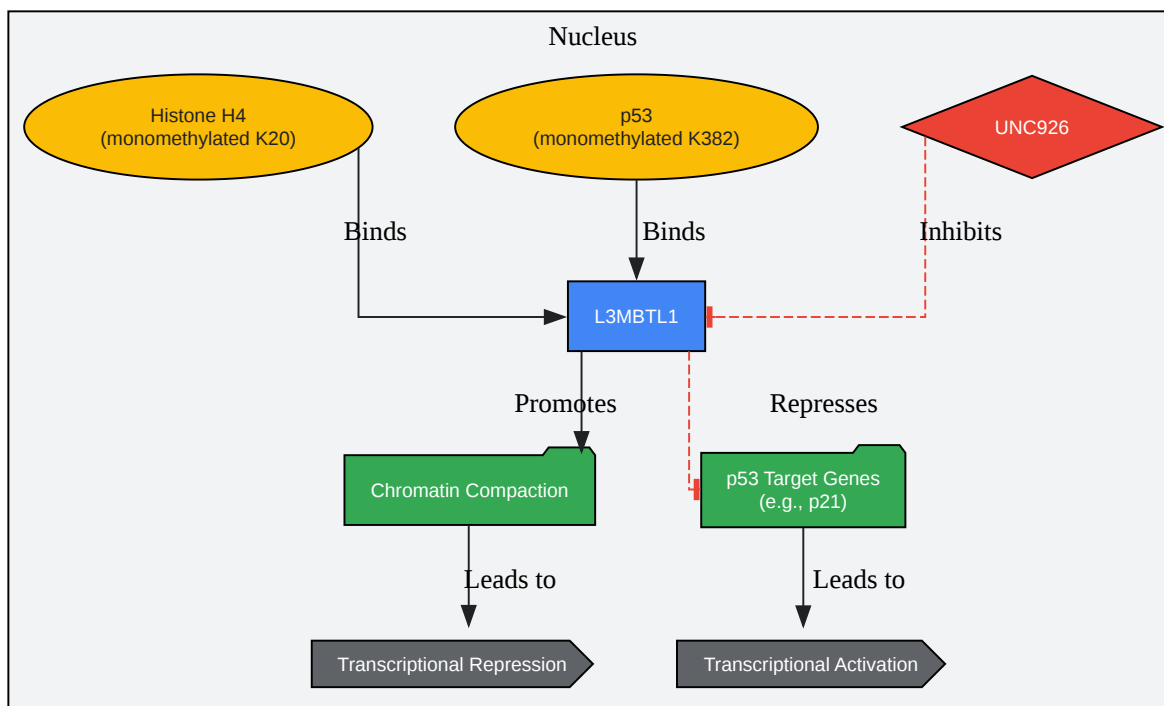 Nucleus
Histone H4
(monomethylated K20)
p53
(monomethylated K382)
UNC926
Binds
Binds
Inhibits
L3MBTL1
Promotes
Represses
Chromatin Compaction
p53 Target Genes
(e.g., p21)
Leads to
Leads to
Transcriptional Repression
Transcriptional Activation